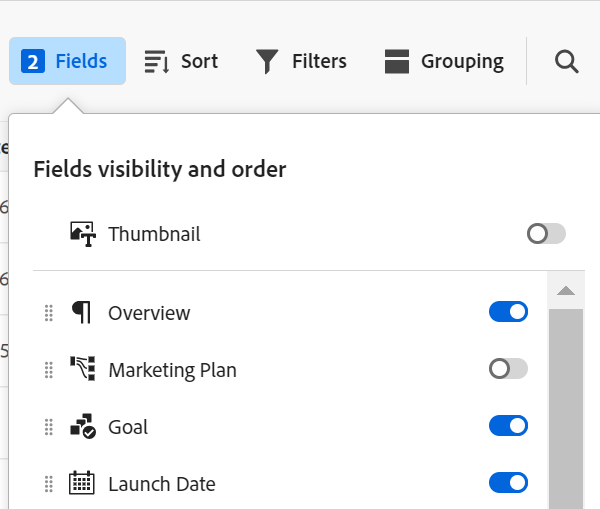 2 Fields Sort Filters Grouping
Fields visibility and order
Thumbnail
Overview
Marketing Plan
Goal
Launch Date